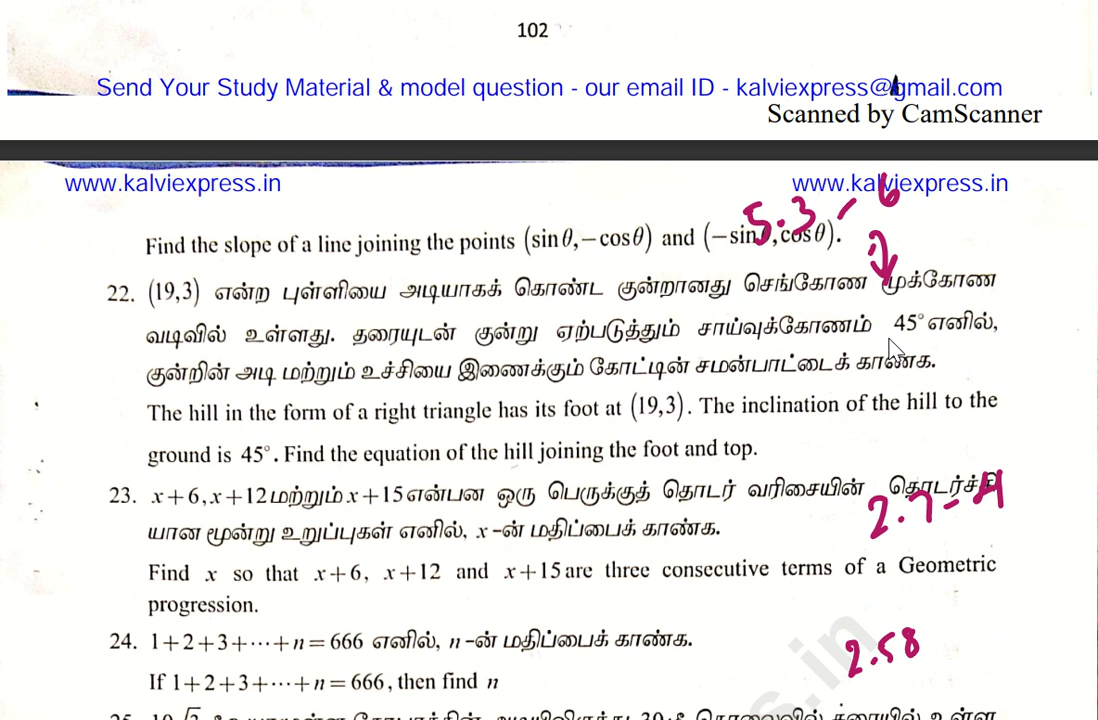 102
Send Your Study Material & model question - our email ID - kalviexpress@gmail.com
Scanned by CamScanner
www.kalviexpress.in www.kalviexpress.in
5.3 - 6
Find the slope of a line joining the points (sin θ, −cos θ) and (−sin θ, cos θ).
22. (19,3) என்ற புள்ளியை அடியாகக் கொண்ட குன்றானது செங்கோண முக்கோண
வடிவில் உள்ளது. தரையுடன் குன்று ஏற்படுத்தும் சாய்வுக்கோணம் 45° எனில்,
குன்றின் அடி மற்றும் உச்சியை இணைக்கும் கோட்டின் சமன்பாட்டைக் காண்க.
The hill in the form of a right triangle has its foot at (19,3). The inclination of the hill to the
ground is 45°. Find the equation of the hill joining the foot and top.
23. x+6, x+12 மற்றும் x+15 என்பன ஒரு பெருக்குத் தொடர் வரிசையின் தொடர்ச்சி
யான மூன்று உறுப்புகள் எனில், x -ன் மதிப்பைக் காண்க.
2.7 - 4
Find x so that x+6, x+12 and x+15 are three consecutive terms of a Geometric
progression.
24. 1+2+3+⋯+n = 666 எனில், n -ன் மதிப்பைக் காண்க.
2.58
If 1+2+3+⋯+n = 666, then find n